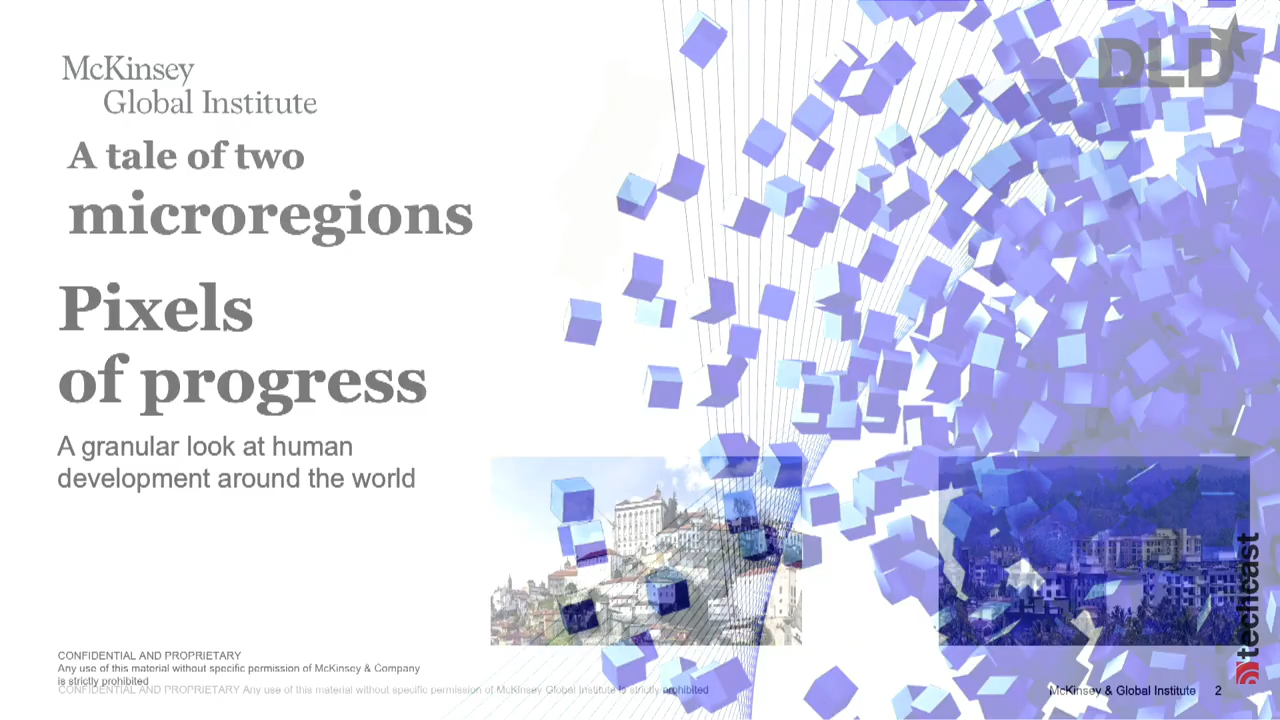 McKinsey
Global Institute
DLD
A tale of two
microregions
Pixels
of progress
A granular look at human
development around the world
CONFIDENTIAL AND PROPRIETARY
Any use of this material without specific permission of McKinsey & Company
is strictly prohibited
CONFIDENTIAL AND PROPRIETARY Any use of this material without specific permission of McKinsey Global Institute is strictly prohibited
McKinsey & Global Institute 2
techcast